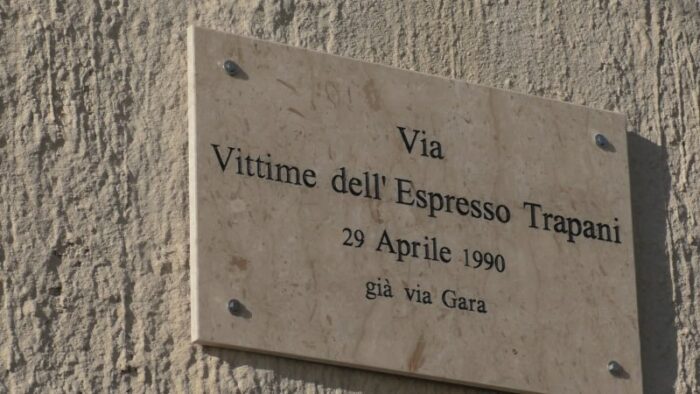 Via
Vittime dell' Espresso Trapani
29 Aprile 1990
già via Gara